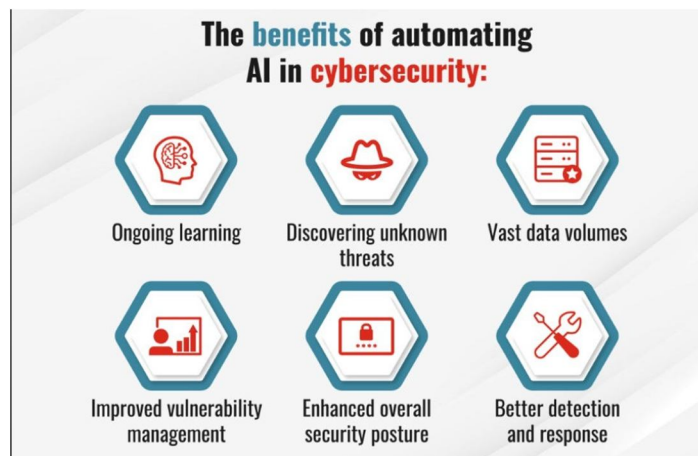 The benefits of automating
AI in cybersecurity:
Ongoing learning
Discovering unknown
threats
Vast data volumes
Improved vulnerability
management
Enhanced overall
security posture
Better detection
and response